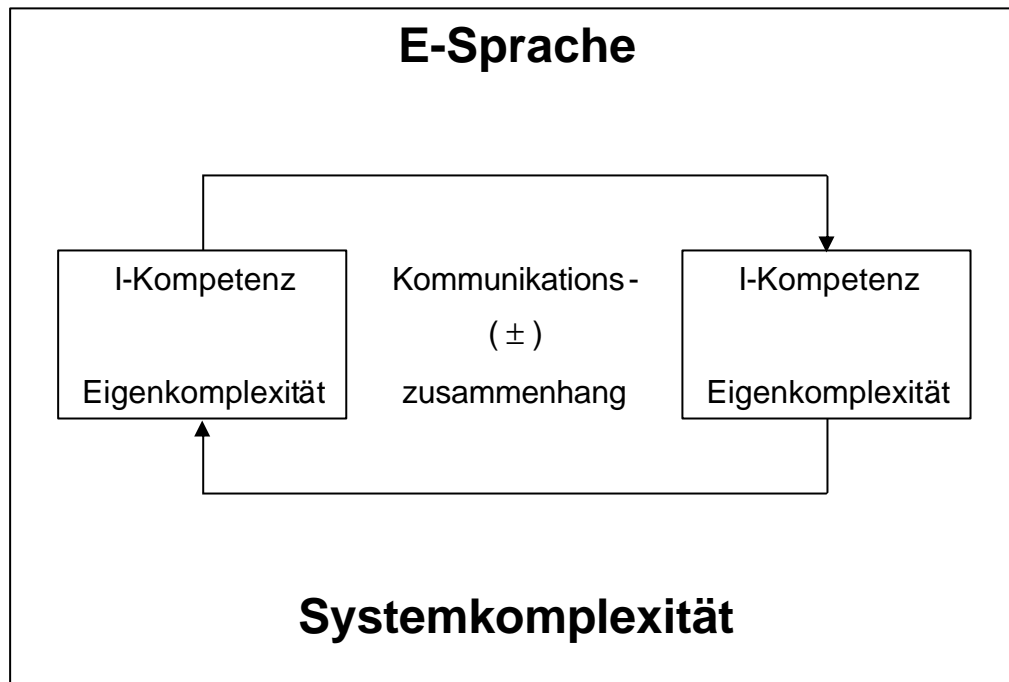 E-Sprache
I-Kompetenz
Eigenkomplexität
Kommunikations-
( ± )
zusammenhang
I-Kompetenz
Eigenkomplexität
Systemkomplexität